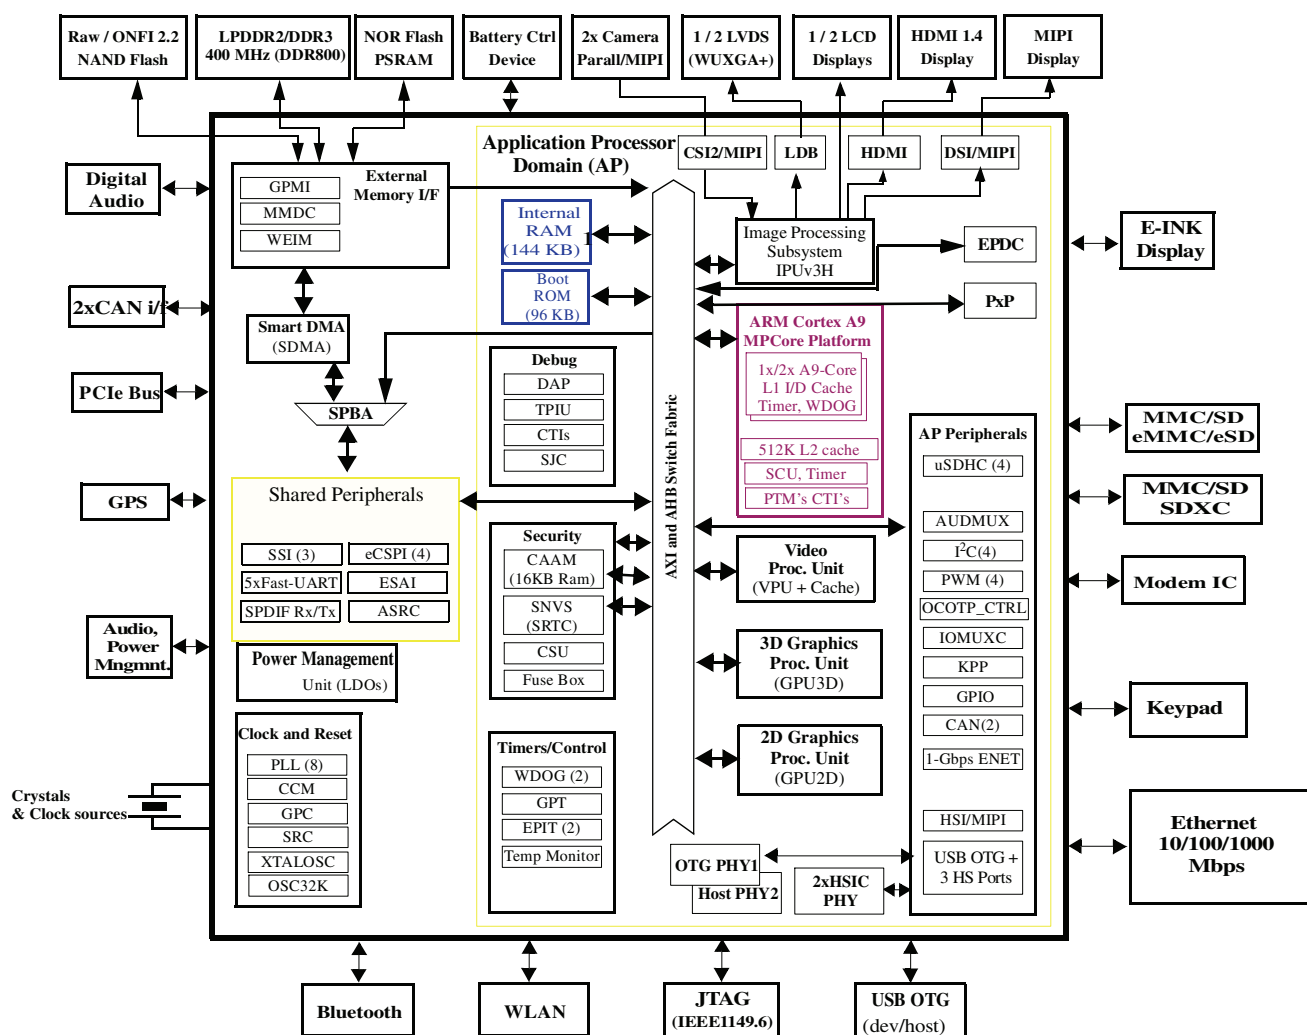 Raw / ONFI 2.2
NAND Flash
LPDDR2/DDR3
400 MHz (DDR800)
NOR Flash
PSRAM
Battery Ctrl
Device
2x Camera
Parall/MIPI
1 / 2 LVDS
(WUXGA+)
1 / 2 LCD
Displays
HDMI 1.4
Display
MIPI
Display
Application Processor
Domain (AP)
CSI2/MIPI
LDB
HDMI
DSI/MIPI
External
Memory I/F
GPMI
MMDC
WEIM
Digital
Audio
Internal
RAM
(144 KB)
1
Boot
ROM
(96 KB)
Image Processing
Subsystem
IPUv3H
EPDC
PxP
E-INK
Display
2xCAN i/f
Smart DMA
(SDMA)
SPBA
PCIe Bus
GPS
Audio,
Power
Mngmnt.
Crystals
& Clock sources
Debug
DAP
TPIU
CTIs
SJC
AXI and AHB Switch Fabric
ARM Cortex A9
MPCore Platform
1x/2x A9-Core
L1 I/D Cache
Timer, WDOG
512K L2 cache
SCU, Timer
PTM's CTI's
Shared Peripherals
SSI (3)
eCSPI (4)
5xFast-UART
ESAI
SPDIF Rx/Tx
ASRC
Security
CAAM
(16KB Ram)
SNVS
(SRTC)
CSU
Fuse Box
Video
Proc. Unit
(VPU + Cache)
3D Graphics
Proc. Unit
(GPU3D)
2D Graphics
Proc. Unit
(GPU2D)
Power Management
Unit (LDOs)
Clock and Reset
PLL (8)
CCM
GPC
SRC
XTALOSC
OSC32K
Timers/Control
WDOG (2)
GPT
EPIT (2)
Temp Monitor
AP Peripherals
uSDHC (4)
AUDMUX
I2C(4)
PWM (4)
OCOTP_CTRL
IOMUXC
KPP
GPIO
CAN(2)
1-Gbps ENET
HSI/MIPI
USB OTG +
3 HS Ports
OTG PHY1
Host PHY2
2xHSIC
PHY
MMC/SD
eMMC/eSD
MMC/SD
SDXC
Modem IC
Keypad
Ethernet
10/100/1000
Mbps
Bluetooth
WLAN
JTAG
(IEEE1149.6)
USB OTG
(dev/host)